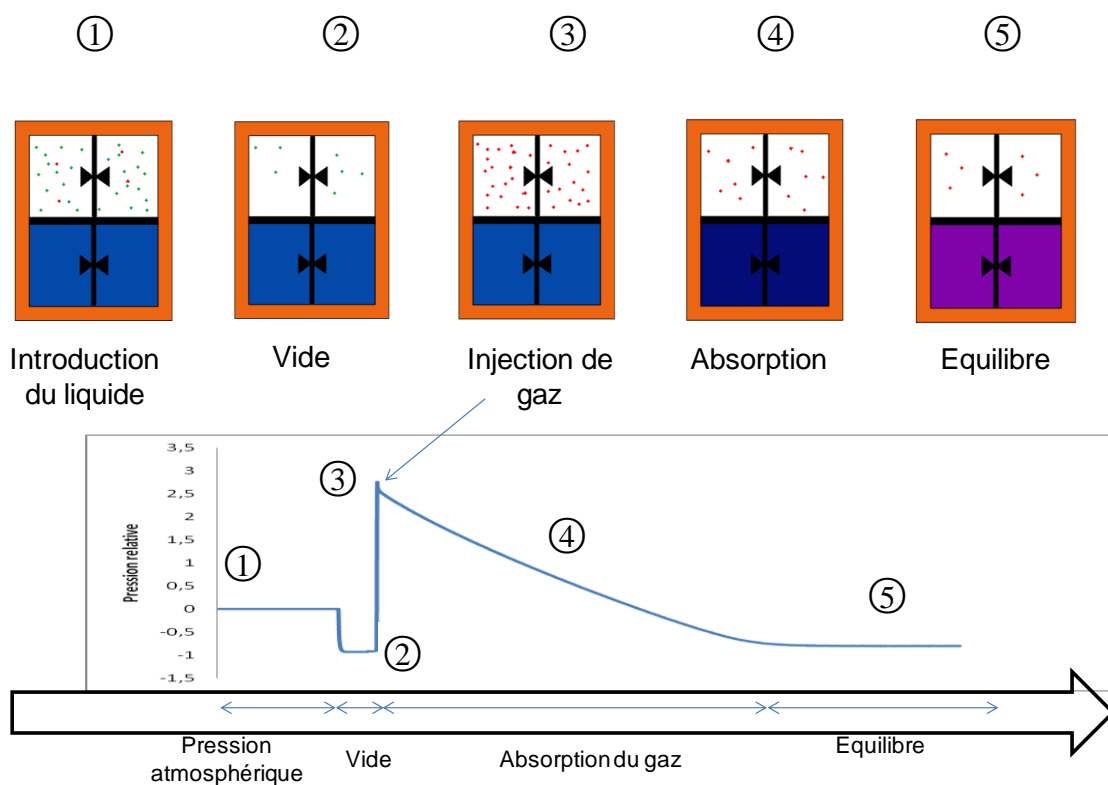 ① ② ③ ④ ⑤
Introduction
du liquide
Vide
Injection de
gaz
Absorption
Equilibre
Pression relative
3,5
3
2,5
2
1,5
1
0,5
0
-0,5
-1
-1,5
①
②
③
④
⑤
Pression
atmosphérique
Vide
Absorption du gaz
Equilibre